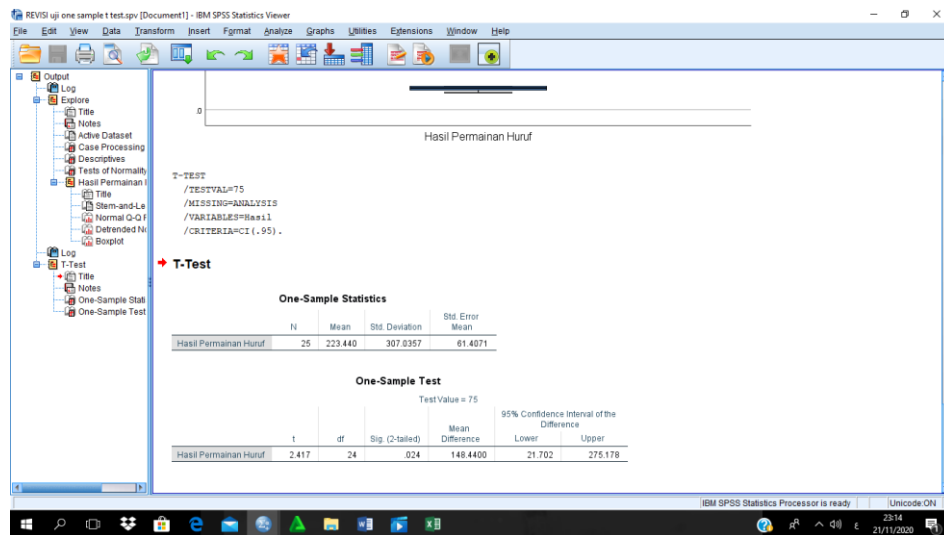 REVISI uji one sample t test.spv [Document1] - IBM SPSS Statistics Viewer
File Edit View Data Transform Insert Format Analyze Graphs Utilities Extensions Window Help
Output
Log
Explore
Title
Notes
Active Dataset
Case Processing
Descriptives
Tests of Normality
Hasil Permainan
Title
Stem-and-Le
Normal Q-Q
Detrended
Boxplot
Log
T-Test
Title
Notes
One-Sample Stati
One-Sample Test
.0
Hasil Permainan Huruf
T-TEST
/TESTVAL=75
/MISSING=ANALYSIS
/VARIABLES=Hasil
/CRITERIA=CI(.95).
T-Test
One-Sample Statistics
N Mean Std. Deviation Std. Error Mean
Hasil Permainan Huruf 25 223.440 307.0357 61.4071
One-Sample Test
Test Value = 75
t df Sig. (2-tailed) Mean Difference 95% Confidence Interval of the Difference
Lower Upper
Hasil Permainan Huruf 2.417 24 .024 148.4400 21.702 275.178
IBM SPSS Statistics Processor is ready Unicode:ON
23:14
21/11/2020